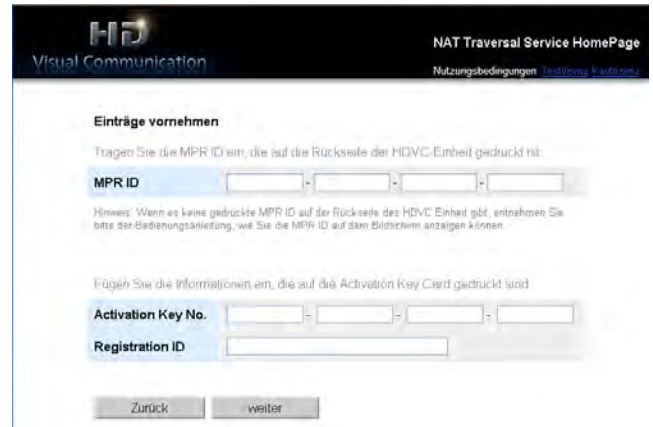 HD
Visual Communication
NAT Traversal Service HomePage
Nutzungsbedingungen Testlizenz Kauflizenz
Einträge vornehmen
Tragen Sie die MPR ID ein, die auf die Rückseite der HDVC-Einheit gedruckt ist.
MPR ID - - -
Hinweis: Wenn es keine gedruckte MPR ID auf der Rückseite des HDVC Einheit gibt, entnehmen Sie
bitte der Bedienungsanleitung, wie Sie die MPR ID auf dem Bildschirm anzeigen können.
Fügen Sie die Informationen ein, die auf die Activation Key Card gedruckt sind
Activation Key No. - - -
Registration ID
Zurück weiter